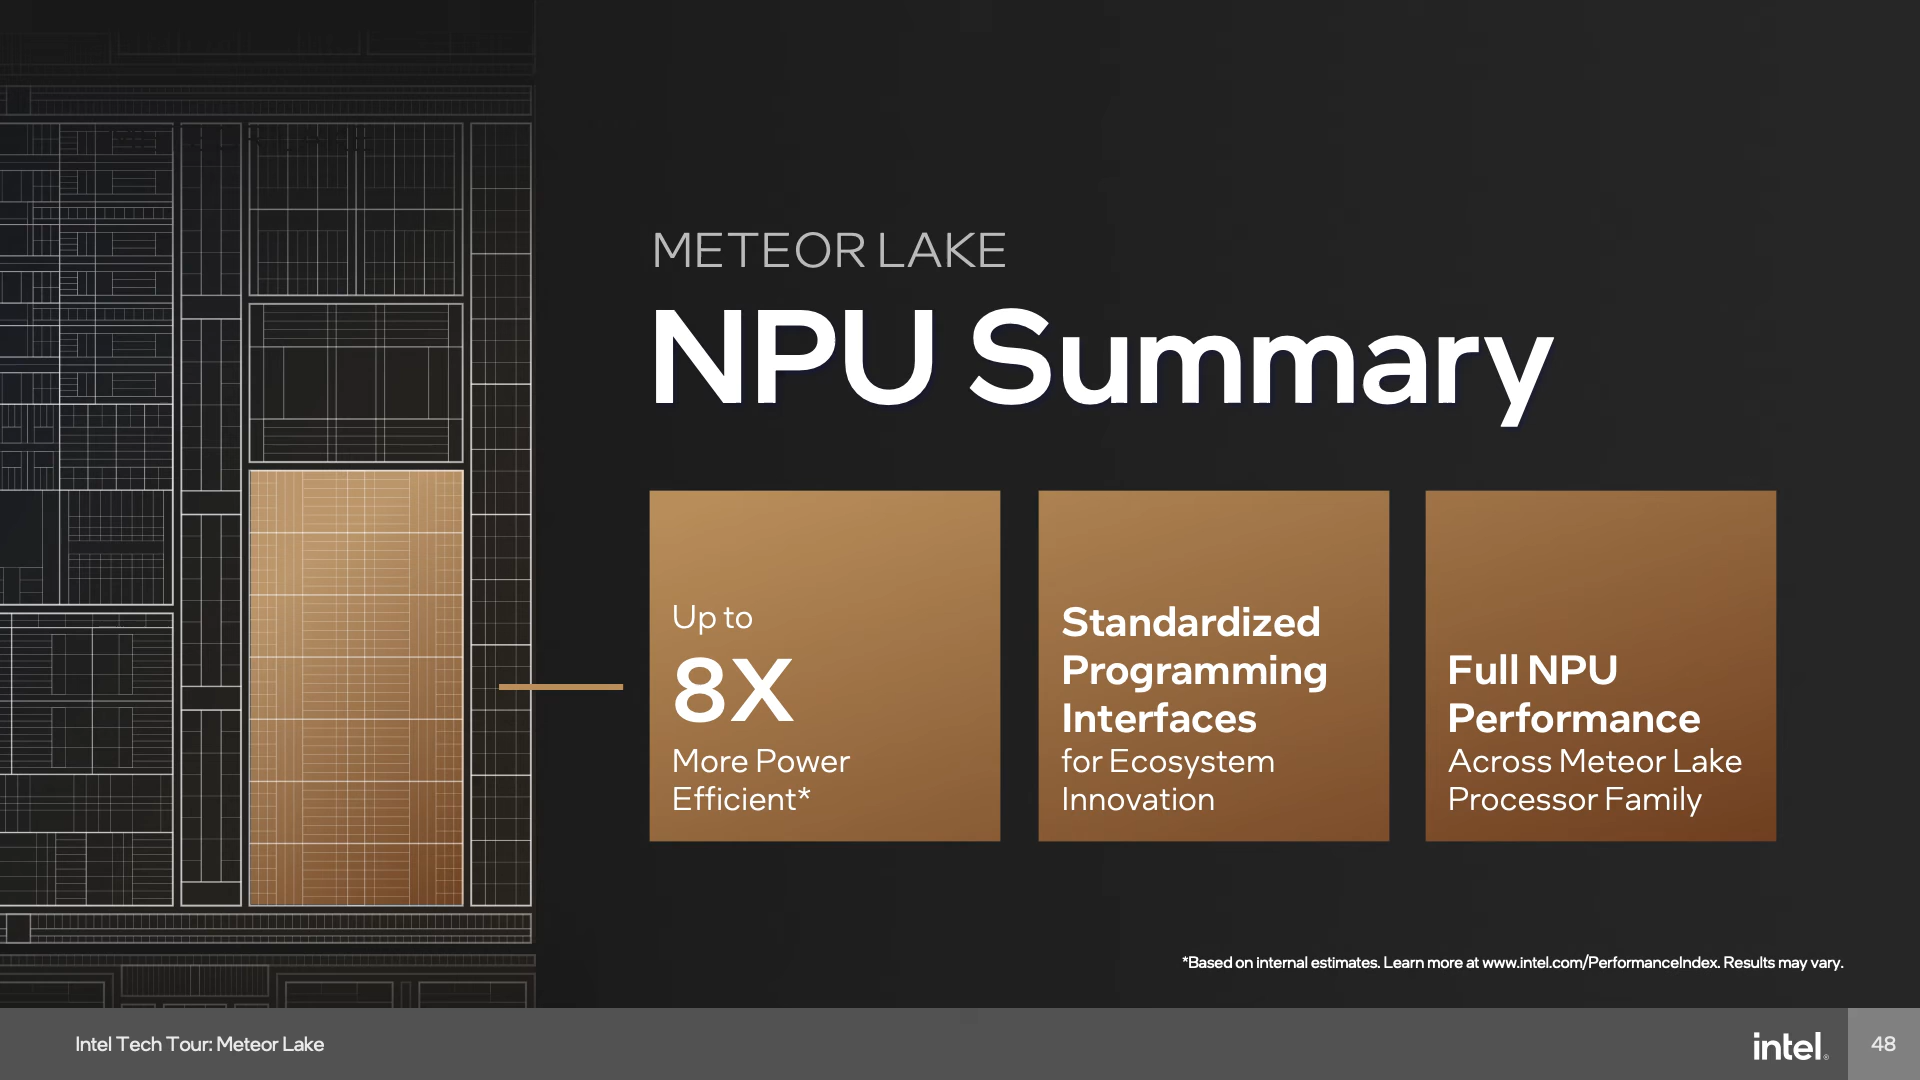 METEOR LAKE
NPU Summary
Up to
8X
More Power
Efficient*
Standardized
Programming
Interfaces
for Ecosystem
Innovation
Full NPU
Performance
Across Meteor Lake
Processor Family
*Based on internal estimates. Learn more at www.intel.com/PerformanceIndex. Results may vary.
Intel Tech Tour: Meteor Lake
intel.
48